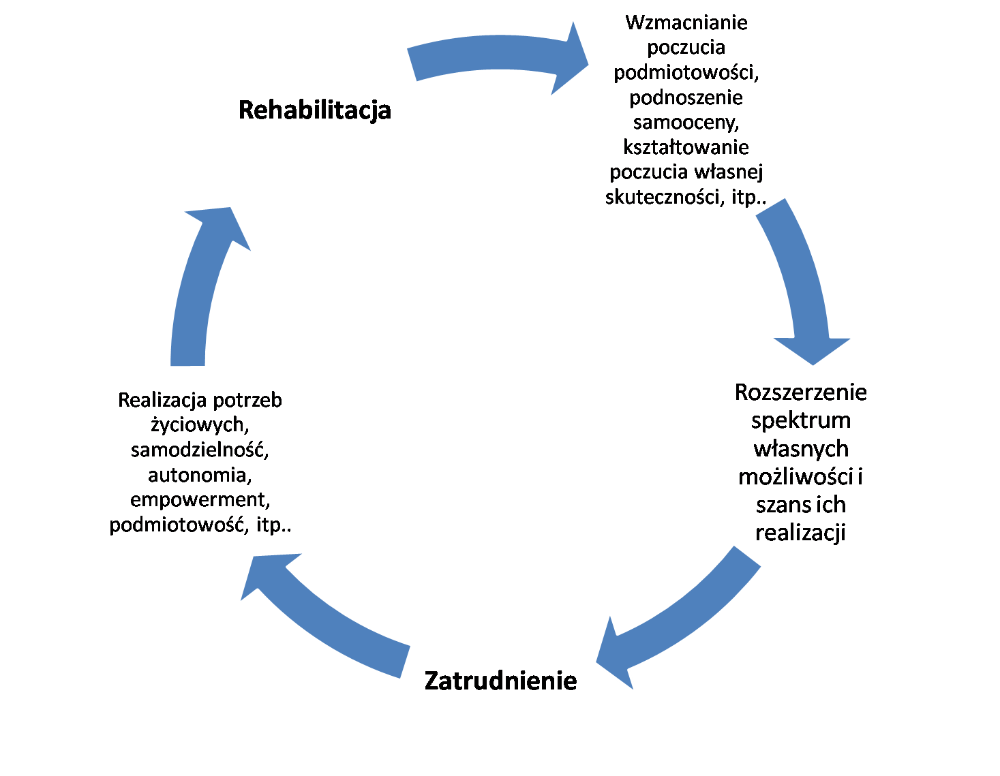 Rehabilitacja
Wzmacnianie
poczucia
podmiotowości,
podnoszenie
samooceny,
kształtowanie
poczucia własnej
skuteczności, itp..
Rozszerzenie
spektrum
własnych
możliwości i
szans ich
realizacji
Zatrudnienie
Realizacja potrzeb
życiowych,
samodzielność,
autonomia,
empowerment,
podmiotowość, itp..